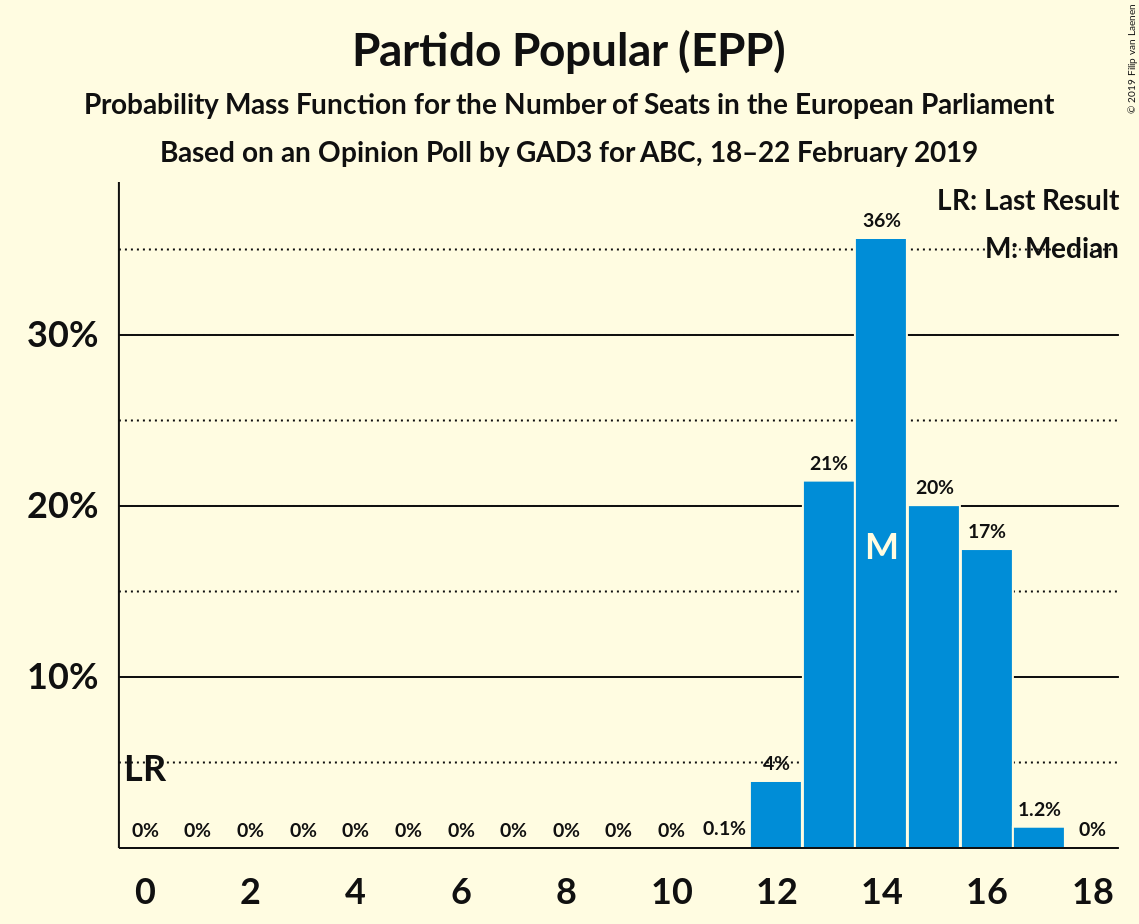 Partido Popular (EPP)
Probability Mass Function for the Number of Seats in the European Parliament
Based on an Opinion Poll by GAD3 for ABC, 18–22 February 2019
© 2019 Filip van Laenen
LR: Last Result
M: Median
30%
20%
10%
LR
M
0% 0% 0% 0% 0% 0% 0% 0% 0% 0% 0% 0.1% 4% 21% 36% 20% 17% 1.2% 0%
0 2 4 6 8 10 12 14 16 18